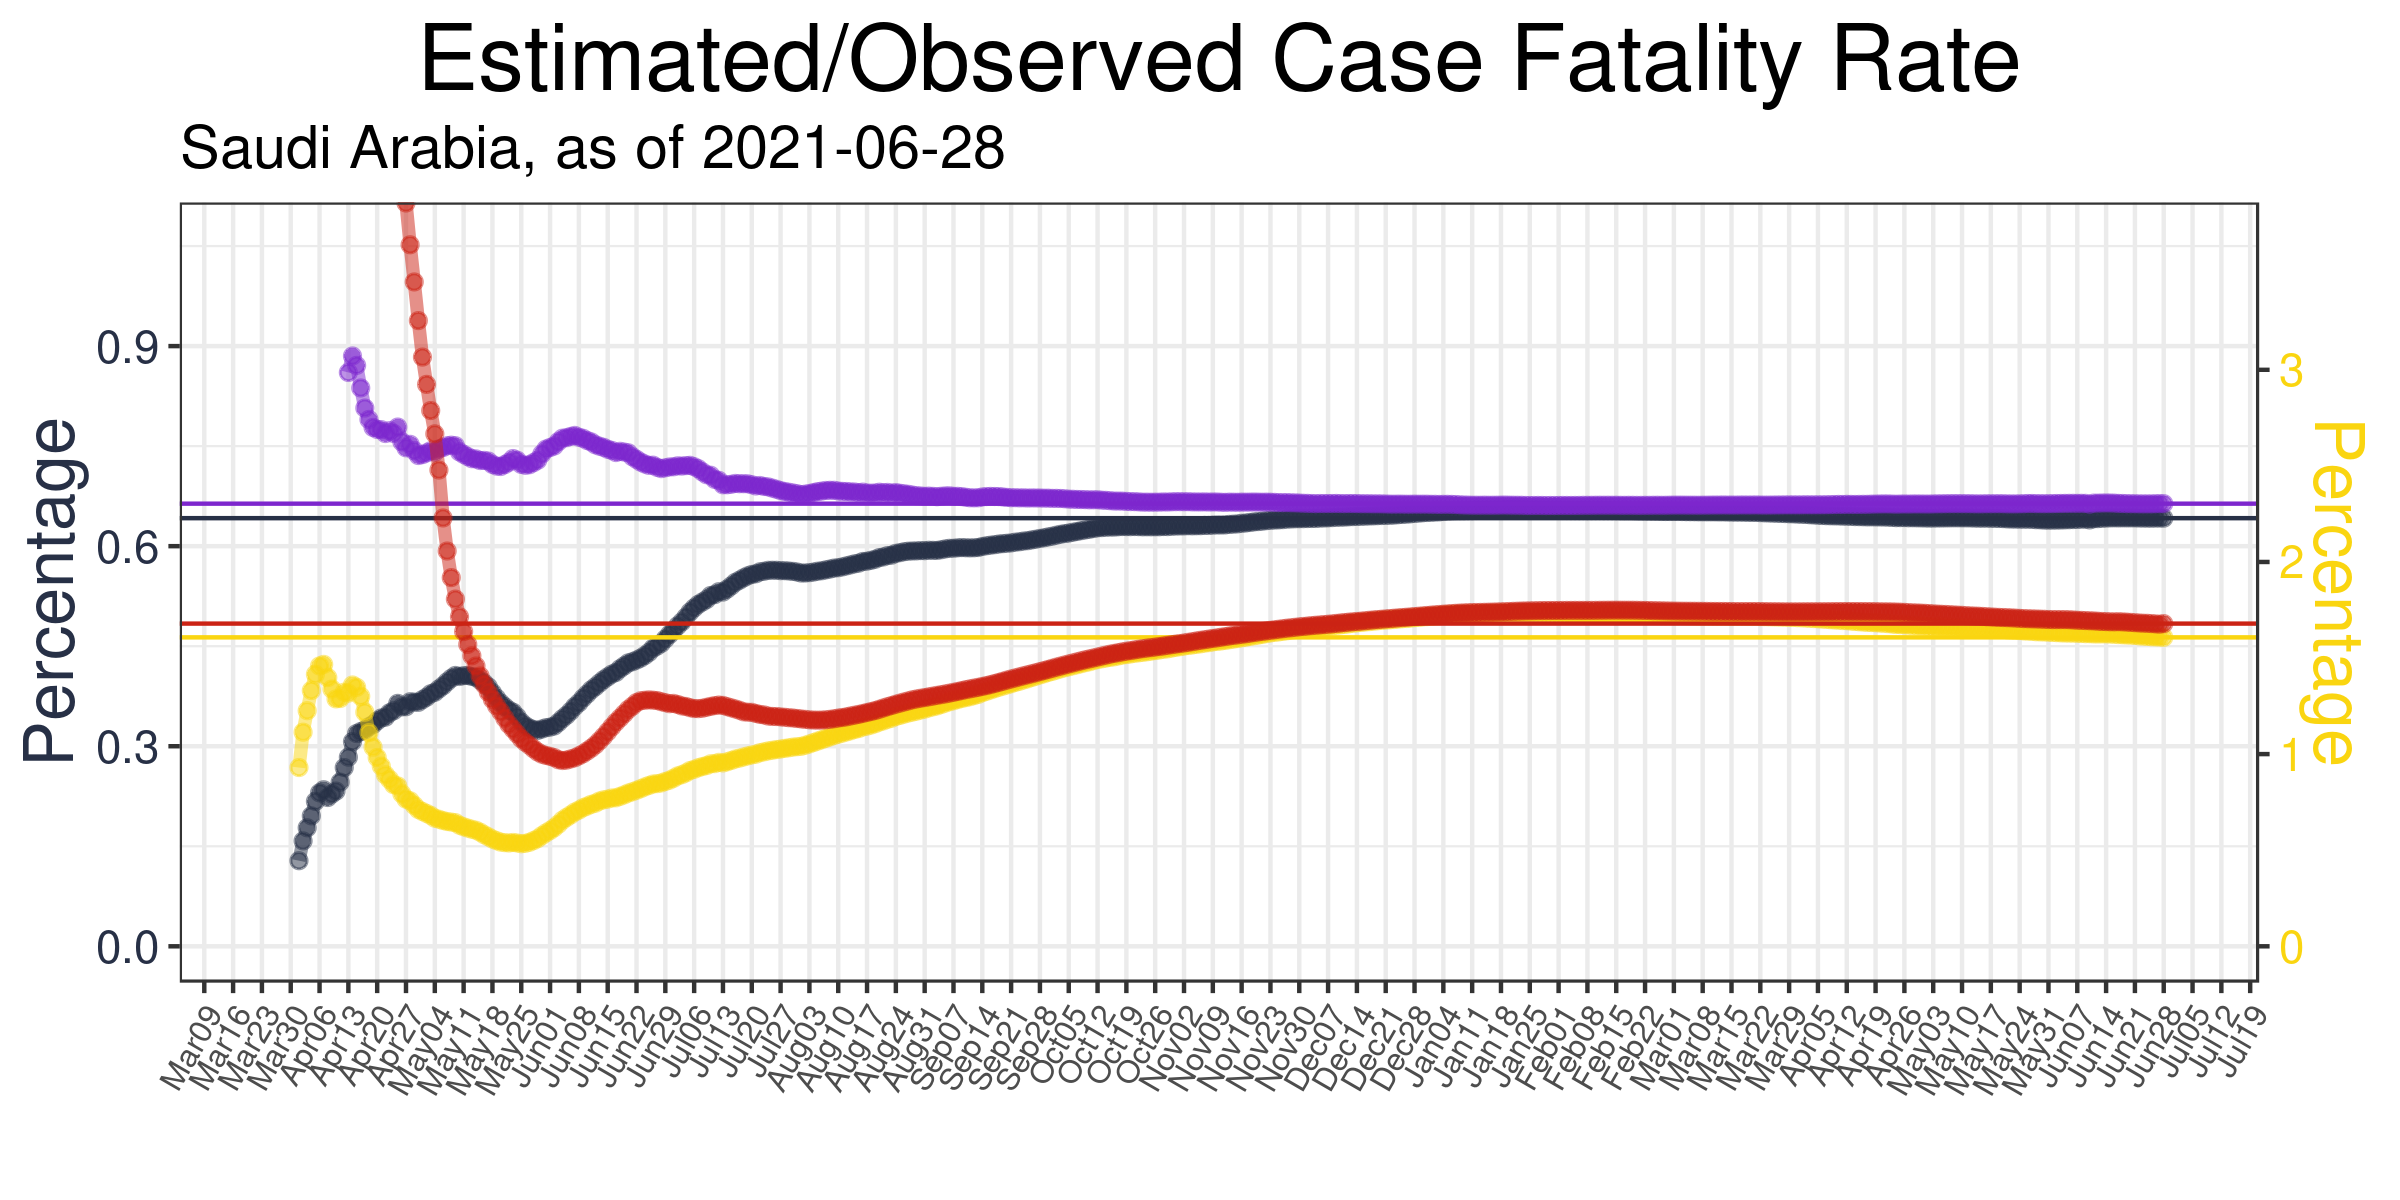 Estimated/Observed Case Fatality Rate
Saudi Arabia, as of 2021-06-28
Percentage
0.9
0.6
0.3
0.0
3
2
1
0
Percentage
Mar09
Mar16
Mar23
Mar30
Apr06
Apr13
Apr20
Apr27
May04
May11
May18
May25
Jun01
Jun08
Jun15
Jun22
Jun29
Jul06
Jul13
Jul20
Jul27
Aug03
Aug10
Aug17
Aug24
Aug31
Sep07
Sep14
Sep21
Sep28
Oct05
Oct12
Oct19
Oct26
Nov02
Nov09
Nov16
Nov23
Nov30
Dec07
Dec14
Dec21
Dec28
Jan04
Jan11
Jan18
Jan25
Feb01
Feb08
Feb15
Feb22
Mar01
Mar08
Mar15
Mar22
Mar29
Apr05
Apr12
Apr19
Apr26
May03
May10
May17
May24
May31
Jun07
Jun14
Jun21
Jun28
Jul05
Jul12
Jul19